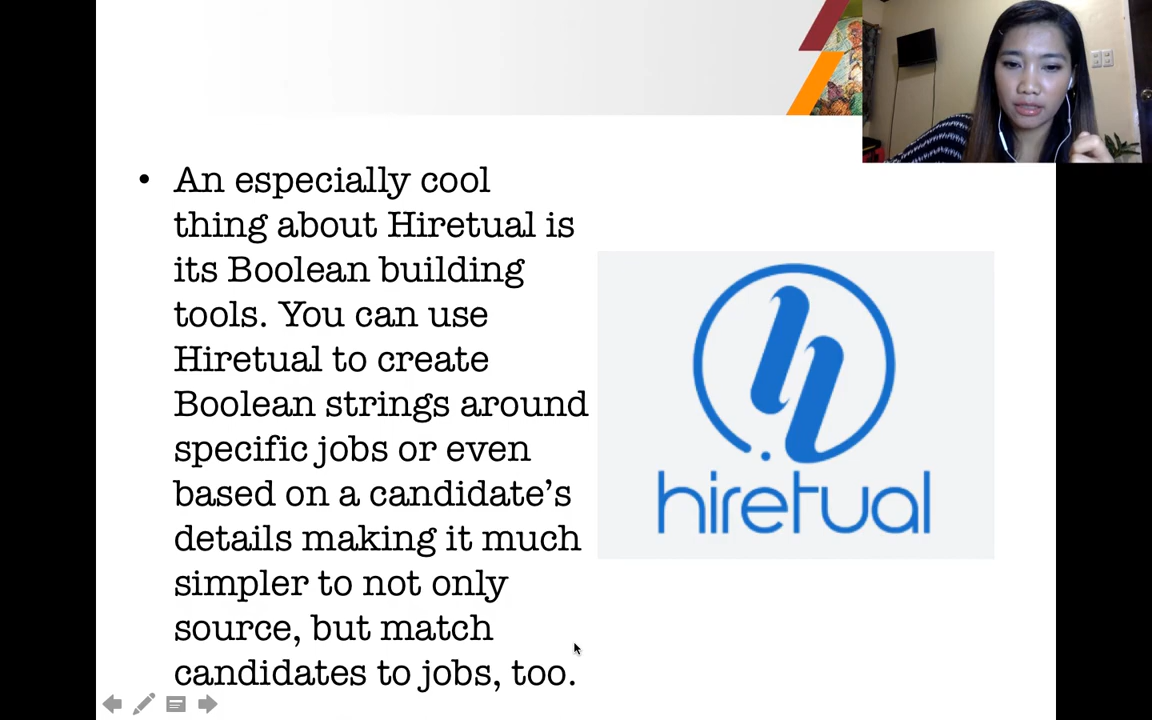 • An especially cool
thing about Hiretual is
its Boolean building
tools. You can use
Hiretual to create
Boolean strings around
specific jobs or even
based on a candidate’s
details making it much
simpler to not only
source, but match
candidates to jobs, too.
hiretual